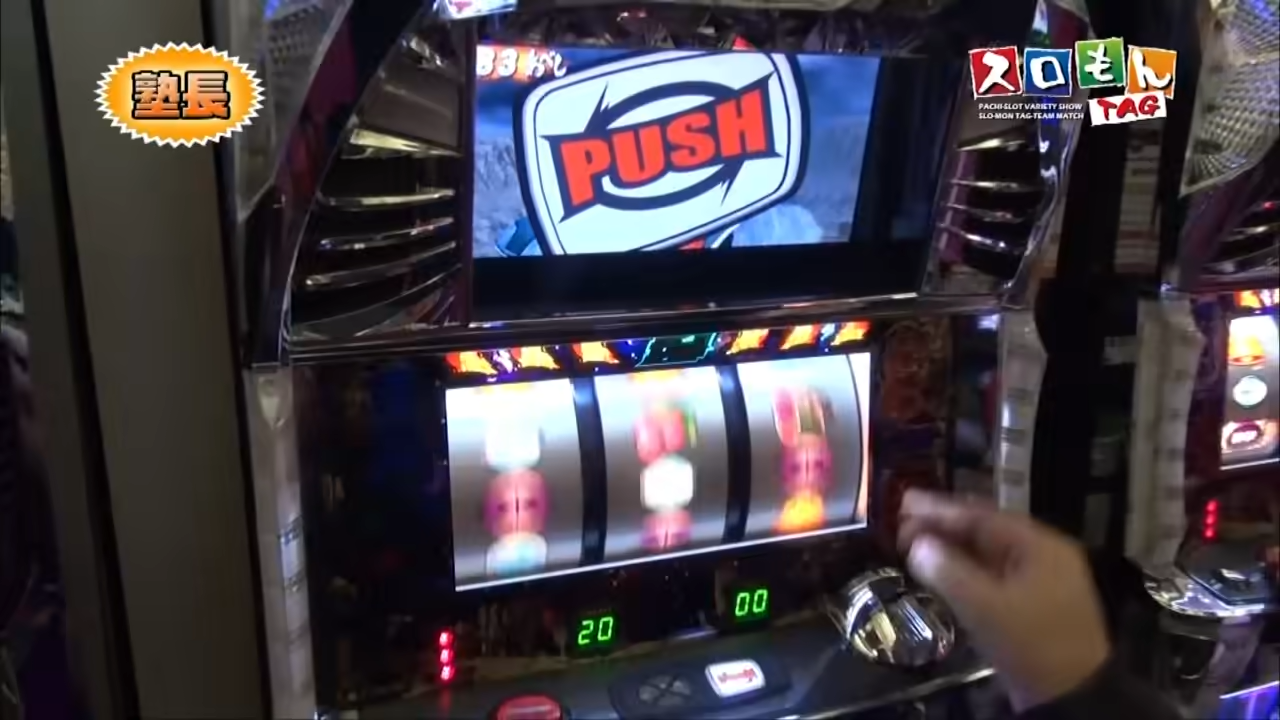 塾長
スロもん
TAG
PACHI-SLOT VARIETY SHOW
SLO-MON TAG-TEAM MATCH
PUSH
20
00